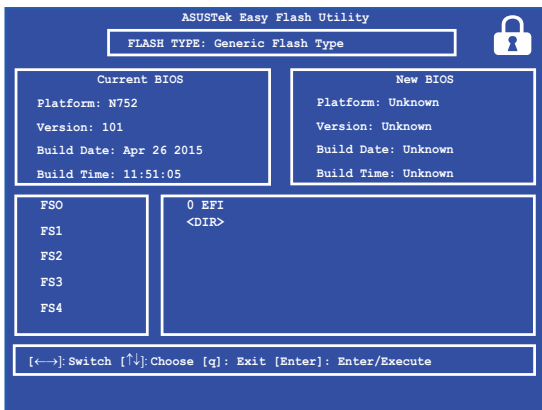 ASUSTek Easy Flash Utility
FLASH TYPE: Generic Flash Type
Current BIOS
Platform: N752
Version: 101
Build Date: Apr 26 2015
Build Time: 11:51:05
New BIOS
Platform: Unknown
Version: Unknown
Build Date: Unknown
Build Time: Unknown
FSO
FS1
FS2
FS3
FS4
0 EFI
<DIR>
[←→]: Switch [↑↓]: Choose [q]: Exit [Enter]: Enter/Execute